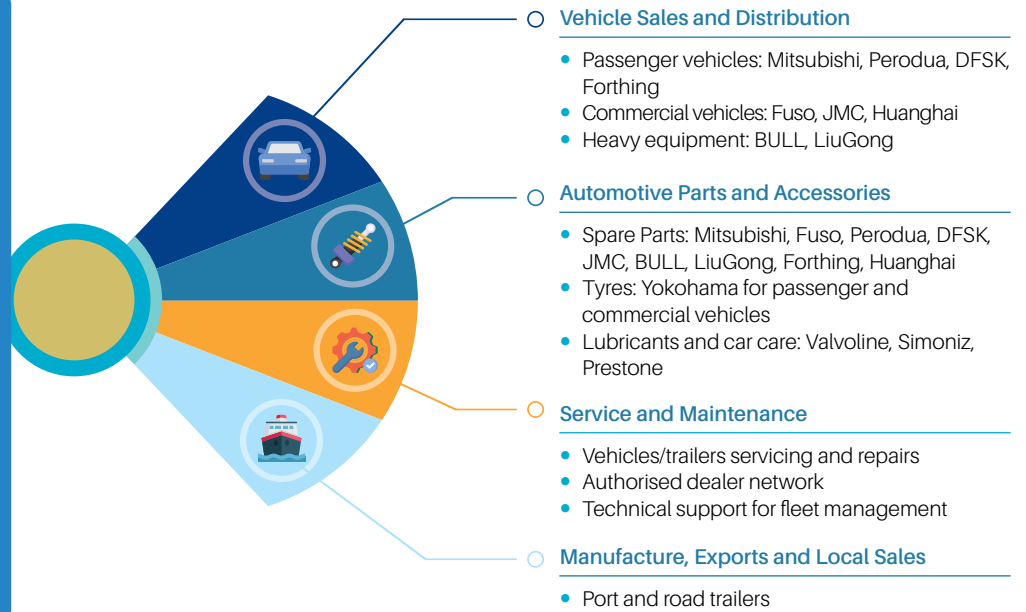 Vehicle Sales and Distribution
• Passenger vehicles: Mitsubishi, Perodua, DFSK,
Forthing
• Commercial vehicles: Fuso, JMC, Huanghai
• Heavy equipment: BULL, LiuGong
Automotive Parts and Accessories
• Spare Parts: Mitsubishi, Fuso, Perodua, DFSK,
JMC, BULL, LiuGong, Forthing, Huanghai
• Tyres: Yokohama for passenger and
commercial vehicles
• Lubricants and car care: Valvoline, Simoniz,
Prestone
Service and Maintenance
• Vehicles/trailers servicing and repairs
• Authorised dealer network
• Technical support for fleet management
Manufacture, Exports and Local Sales
• Port and road trailers